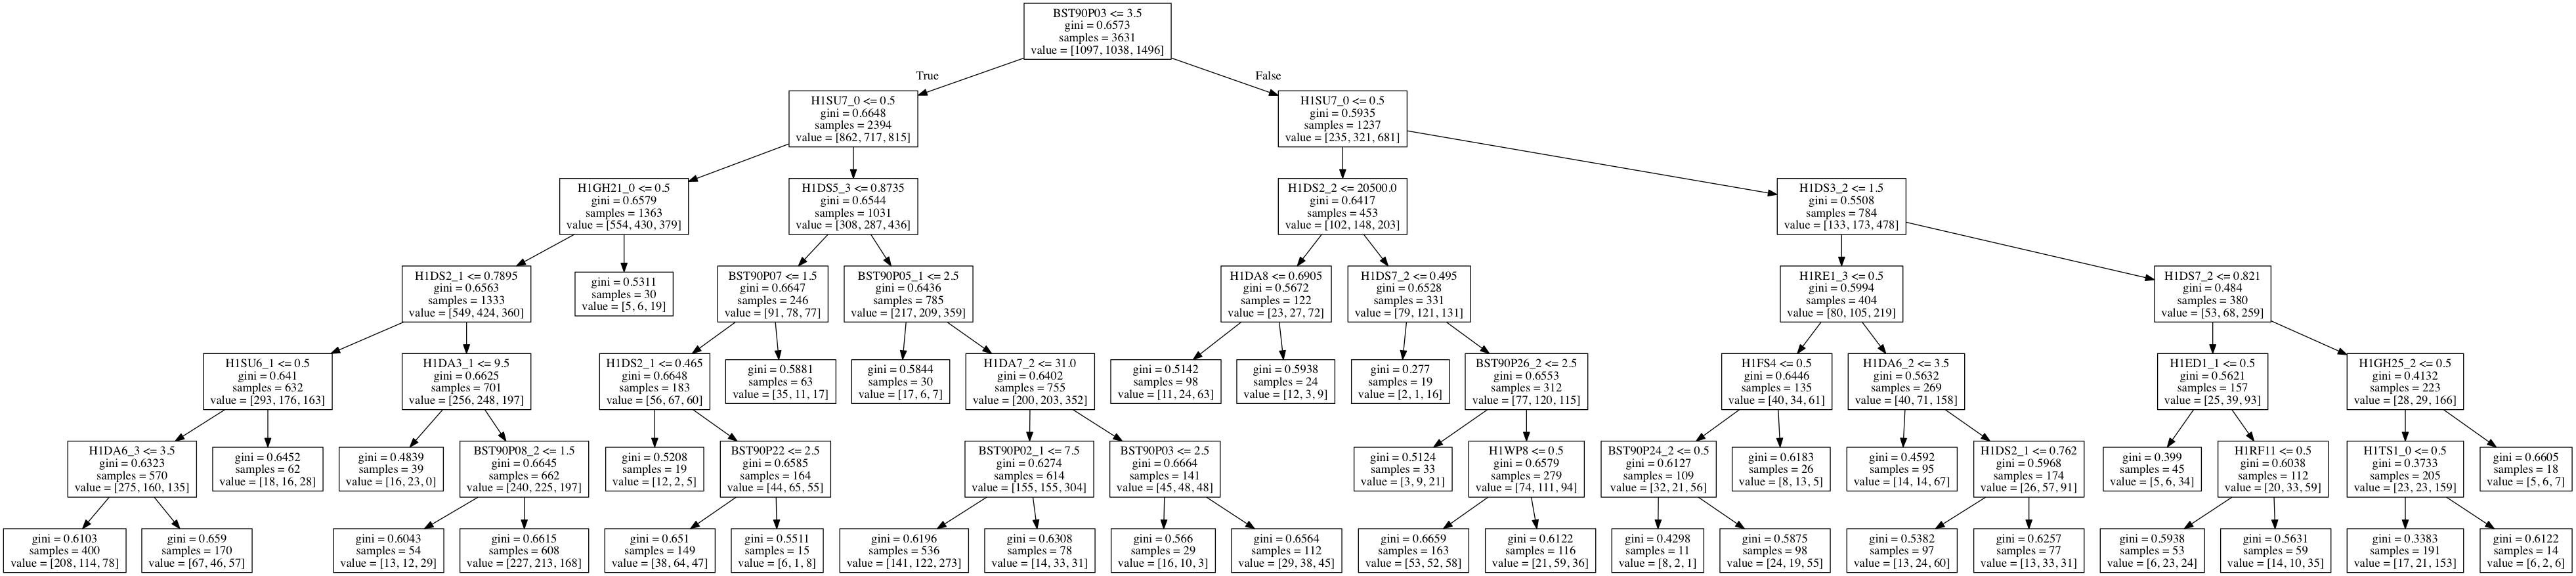 BST90P03 <= 3.5
gini = 0.6573
samples = 3631
value = [1097, 1038, 1496]
True
False
H1SU7_0 <= 0.5
gini = 0.6648
samples = 2394
value = [862, 717, 815]
H1SU7_0 <= 0.5
gini = 0.5935
samples = 1237
value = [235, 321, 681]
H1GH21_0 <= 0.5
gini = 0.6579
samples = 1363
value = [554, 430, 379]
H1DS5_3 <= 0.8735
gini = 0.6544
samples = 1031
value = [308, 287, 436]
H1DS2_2 <= 20500.0
gini = 0.6417
samples = 453
value = [102, 148, 203]
H1DS3_2 <= 1.5
gini = 0.5508
samples = 784
value = [133, 173, 478]
H1DS2_1 <= 0.7895
gini = 0.6563
samples = 1333
value = [549, 424, 360]
gini = 0.5311
samples = 30
value = [5, 6, 19]
BST90P07 <= 1.5
gini = 0.6647
samples = 246
value = [91, 78, 77]
BST90P05_1 <= 2.5
gini = 0.6436
samples = 785
value = [217, 209, 359]
H1DA8 <= 0.6905
gini = 0.5672
samples = 122
value = [23, 27, 72]
H1DS7_2 <= 0.495
gini = 0.6528
samples = 331
value = [79, 121, 131]
H1RE1_3 <= 0.5
gini = 0.5994
samples = 404
value = [80, 105, 219]
H1DS7_2 <= 0.821
gini = 0.484
samples = 380
value = [53, 68, 259]
H1SU6_1 <= 0.5
gini = 0.641
samples = 632
value = [293, 176, 163]
H1DA3_1 <= 9.5
gini = 0.6625
samples = 701
value = [256, 248, 197]
H1DS2_1 <= 0.465
gini = 0.6648
samples = 183
value = [56, 67, 60]
gini = 0.5881
samples = 63
value = [35, 11, 17]
gini = 0.5844
samples = 30
value = [17, 6, 7]
H1DA7_2 <= 31.0
gini = 0.6402
samples = 755
value = [200, 203, 352]
gini = 0.5142
samples = 98
value = [11, 24, 63]
gini = 0.5938
samples = 24
value = [12, 3, 9]
gini = 0.277
samples = 19
value = [2, 1, 16]
BST90P26_2 <= 2.5
gini = 0.6553
samples = 312
value = [77, 120, 115]
H1FS4 <= 0.5
gini = 0.6446
samples = 135
value = [40, 34, 61]
H1DA6_2 <= 3.5
gini = 0.5632
samples = 269
value = [40, 71, 158]
H1ED1_1 <= 0.5
gini = 0.5621
samples = 157
value = [25, 39, 93]
H1GH25_2 <= 0.5
gini = 0.4132
samples = 223
value = [28, 29, 166]
H1DA6_3 <= 3.5
gini = 0.6323
samples = 570
value = [275, 160, 135]
gini = 0.6452
samples = 62
value = [18, 16, 28]
gini = 0.4839
samples = 39
value = [16, 23, 0]
BST90P08_2 <= 1.5
gini = 0.6645
samples = 662
value = [240, 225, 197]
gini = 0.5208
samples = 19
value = [12, 2, 5]
BST90P22 <= 2.5
gini = 0.6585
samples = 164
value = [44, 65, 55]
BST90P02_1 <= 7.5
gini = 0.6274
samples = 614
value = [155, 155, 304]
BST90P03 <= 2.5
gini = 0.6664
samples = 141
value = [45, 48, 48]
gini = 0.5124
samples = 33
value = [3, 9, 21]
H1WP8 <= 0.5
gini = 0.6579
samples = 279
value = [74, 111, 94]
BST90P24_2 <= 0.5
gini = 0.6127
samples = 109
value = [32, 21, 56]
gini = 0.6183
samples = 26
value = [8, 13, 5]
gini = 0.4592
samples = 95
value = [14, 14, 67]
H1DS2_1 <= 0.762
gini = 0.5968
samples = 174
value = [26, 57, 91]
gini = 0.399
samples = 45
value = [5, 6, 34]
H1RF11 <= 0.5
gini = 0.6038
samples = 112
value = [20, 33, 59]
H1TS1_0 <= 0.5
gini = 0.3733
samples = 205
value = [23, 23, 159]
gini = 0.6605
samples = 18
value = [5, 6, 7]
gini = 0.6103
samples = 400
value = [208, 114, 78]
gini = 0.659
samples = 170
value = [67, 46, 57]
gini = 0.6043
samples = 54
value = [13, 12, 29]
gini = 0.6615
samples = 608
value = [227, 213, 168]
gini = 0.651
samples = 149
value = [38, 64, 47]
gini = 0.5511
samples = 15
value = [6, 1, 8]
gini = 0.6196
samples = 536
value = [141, 122, 273]
gini = 0.6308
samples = 78
value = [14, 33, 31]
gini = 0.566
samples = 29
value = [16, 10, 3]
gini = 0.6564
samples = 112
value = [29, 38, 45]
gini = 0.6659
samples = 163
value = [53, 52, 58]
gini = 0.6122
samples = 116
value = [21, 59, 36]
gini = 0.4298
samples = 11
value = [8, 2, 1]
gini = 0.5875
samples = 98
value = [24, 19, 55]
gini = 0.5382
samples = 97
value = [13, 24, 60]
gini = 0.6257
samples = 77
value = [13, 33, 31]
gini = 0.5938
samples = 53
value = [6, 23, 24]
gini = 0.5631
samples = 59
value = [14, 10, 35]
gini = 0.3383
samples = 191
value = [17, 21, 153]
gini = 0.6122
samples = 14
value = [6, 2, 6]